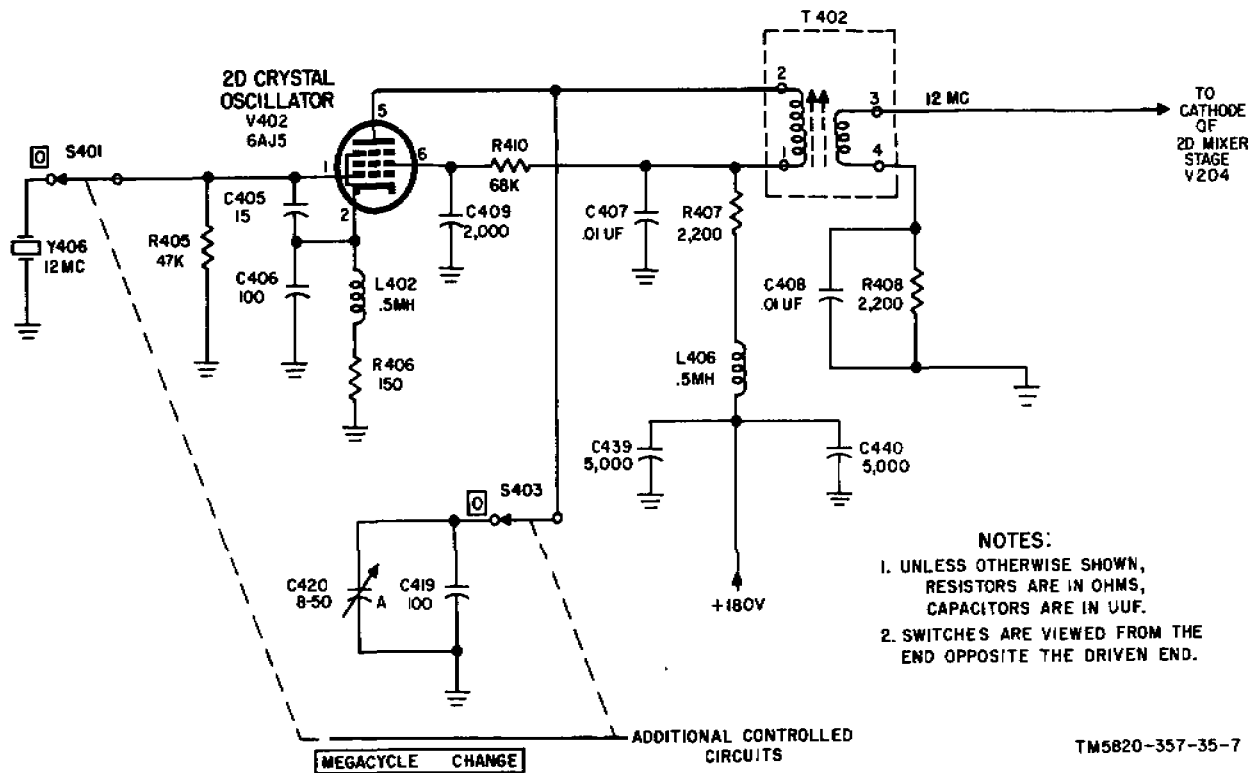 T 402
2D CRYSTAL
OSCILLATOR
V402
6AJ5
5
1
6
2
2
1
3
4
12 MC
TO
CATHODE
OF
2D MIXER
STAGE
V204
0
S401
Y406
12 MC
R405
47K
C405
15
C406
100
L402
.5MH
R406
150
C409
2,000
R410
68K
C407
.01 UF
R407
2,200
C408
.01 UF
R408
2,200
L406
.5MH
C439
5,000
C440
5,000
+180V
0
S403
C420
8-50
A
C419
100
NOTES:
1. UNLESS OTHERWISE SHOWN,
RESISTORS ARE IN OHMS,
CAPACITORS ARE IN UUF.
2. SWITCHES ARE VIEWED FROM THE
END OPPOSITE THE DRIVEN END.
ADDITIONAL CONTROLLED
CIRCUITS
MEGACYCLE CHANGE
TM5820-357-35-7